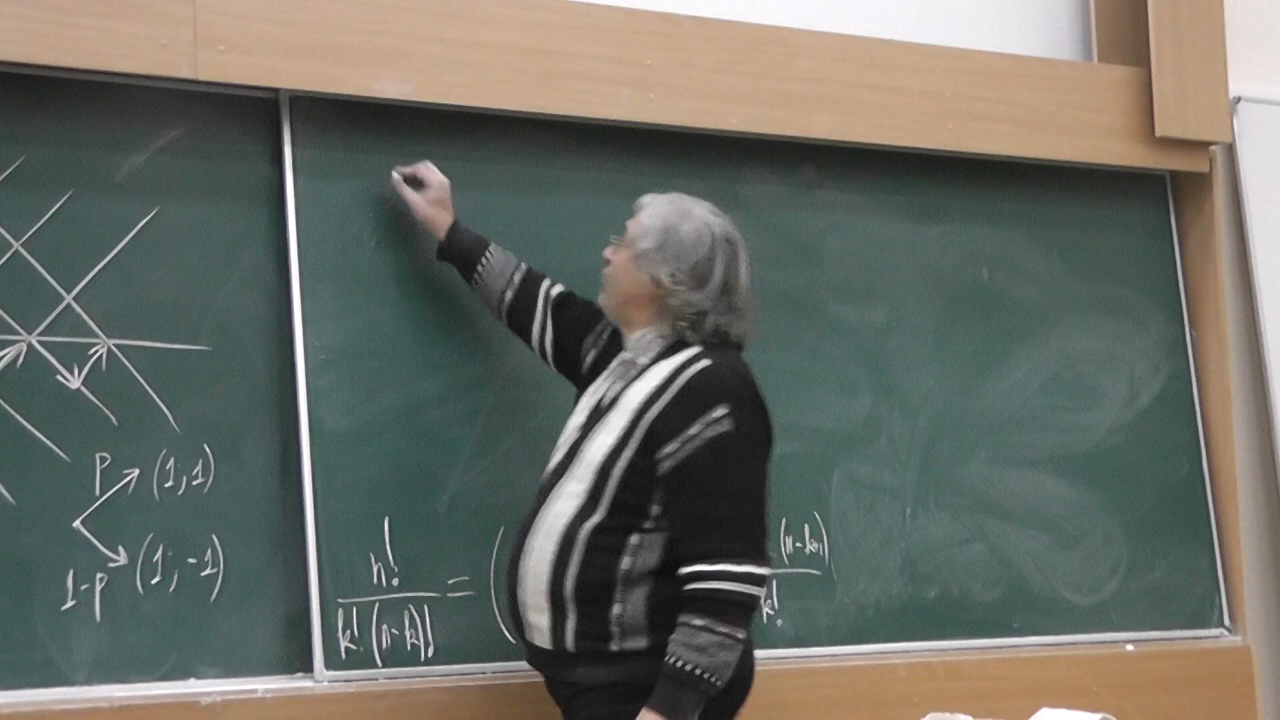 p (1;1)
1-p (1;-1)
n!
k!(n-k)!
= (
(n-k+1)
k!